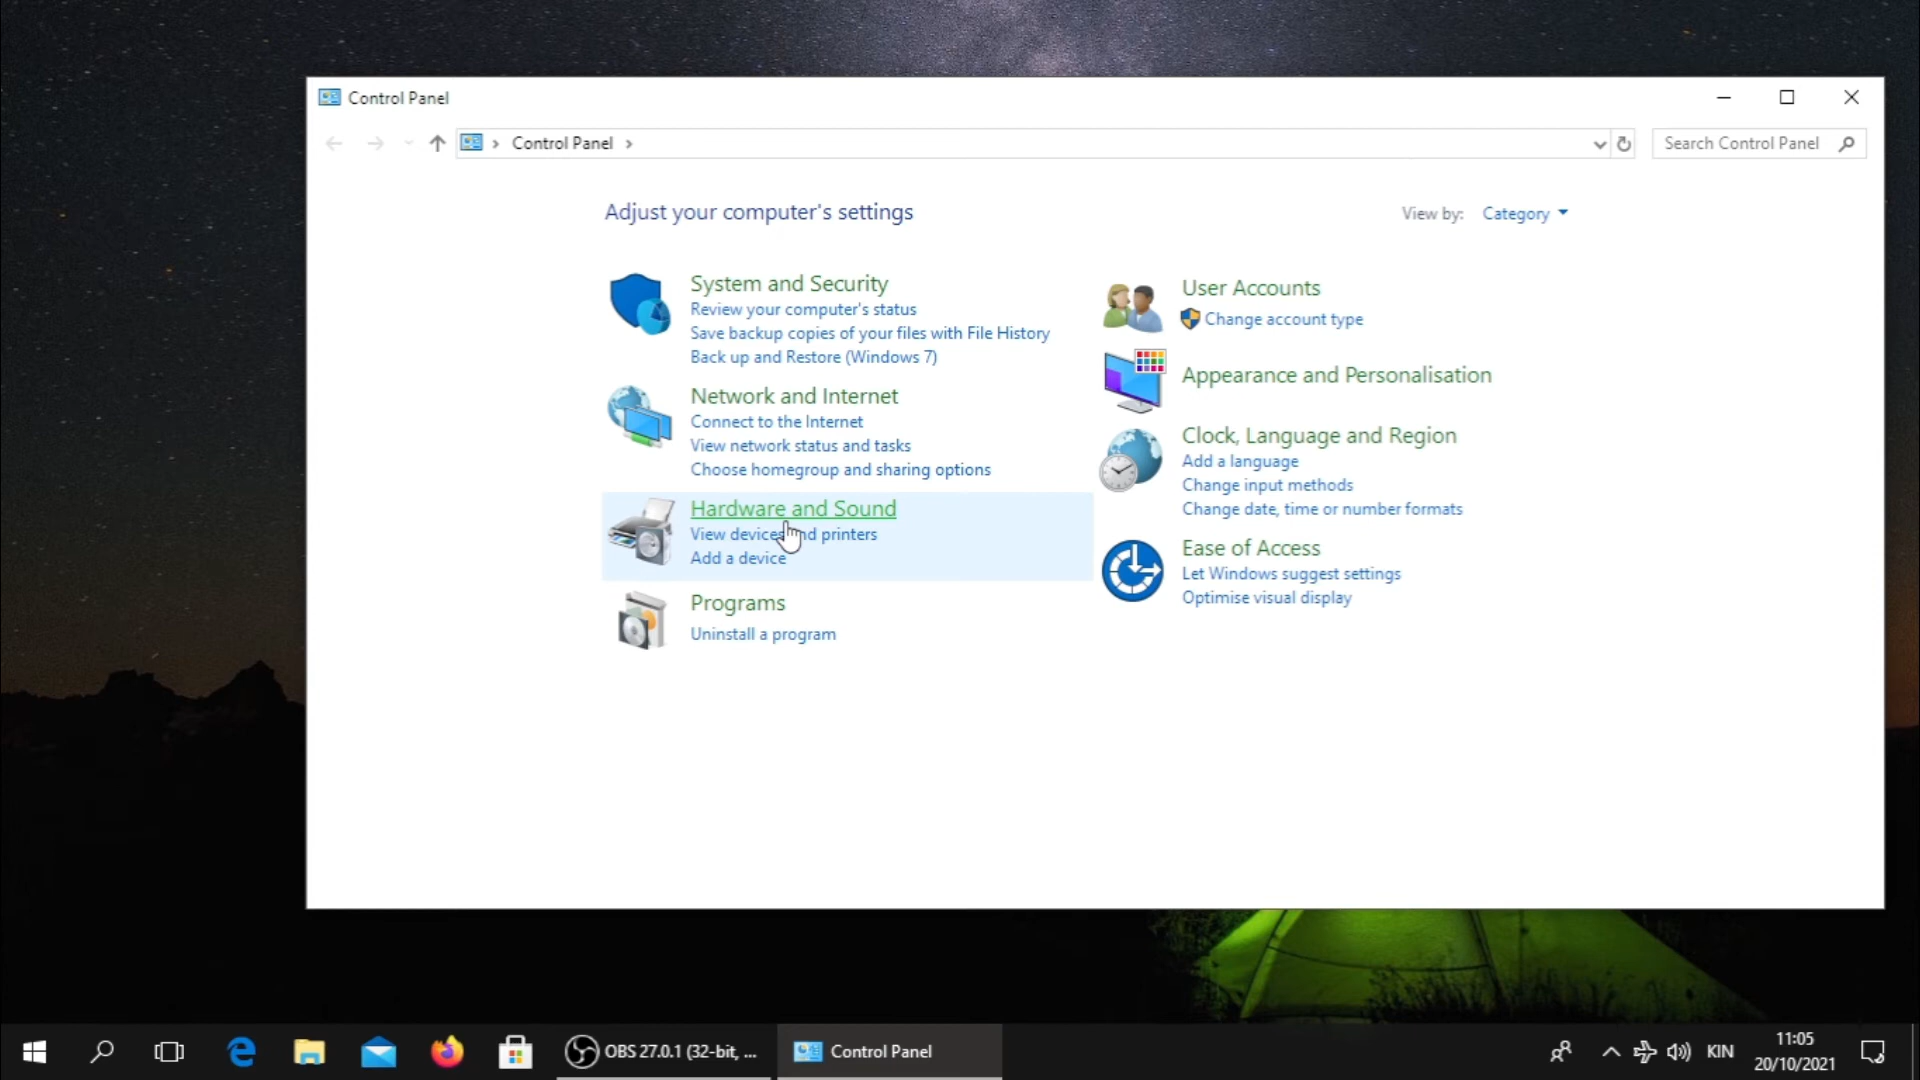 Control Panel
Control Panel
Search Control Panel
Adjust your computer's settings
View by: Category
System and Security
Review your computer's status
Save backup copies of your files with File History
Back up and Restore (Windows 7)
Network and Internet
Connect to the Internet
View network status and tasks
Choose homegroup and sharing options
Hardware and Sound
View devices and printers
Add a device
Programs
Uninstall a program
User Accounts
Change account type
Appearance and Personalisation
Clock, Language and Region
Add a language
Change input methods
Change date, time or number formats
Ease of Access
Let Windows suggest settings
Optimise visual display
OBS 27.0.1 (32-bit, ...
Control Panel
KIN
11:05
20/10/2021